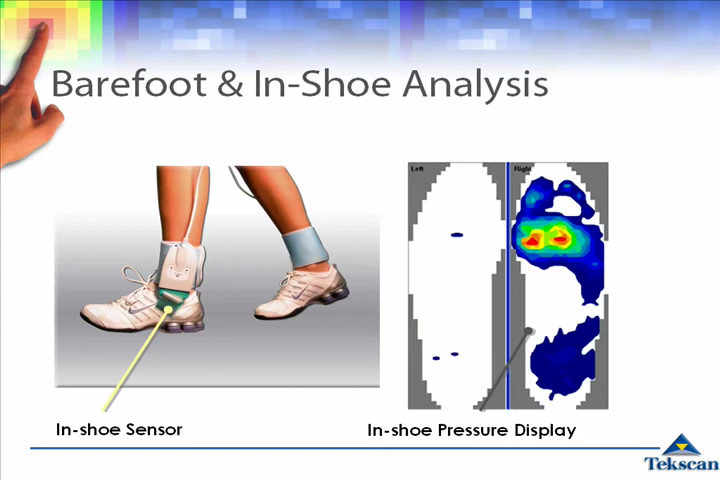 Barefoot & In-Shoe Analysis
Left
Right
In-shoe Sensor
In-shoe Pressure Display
Tekscan